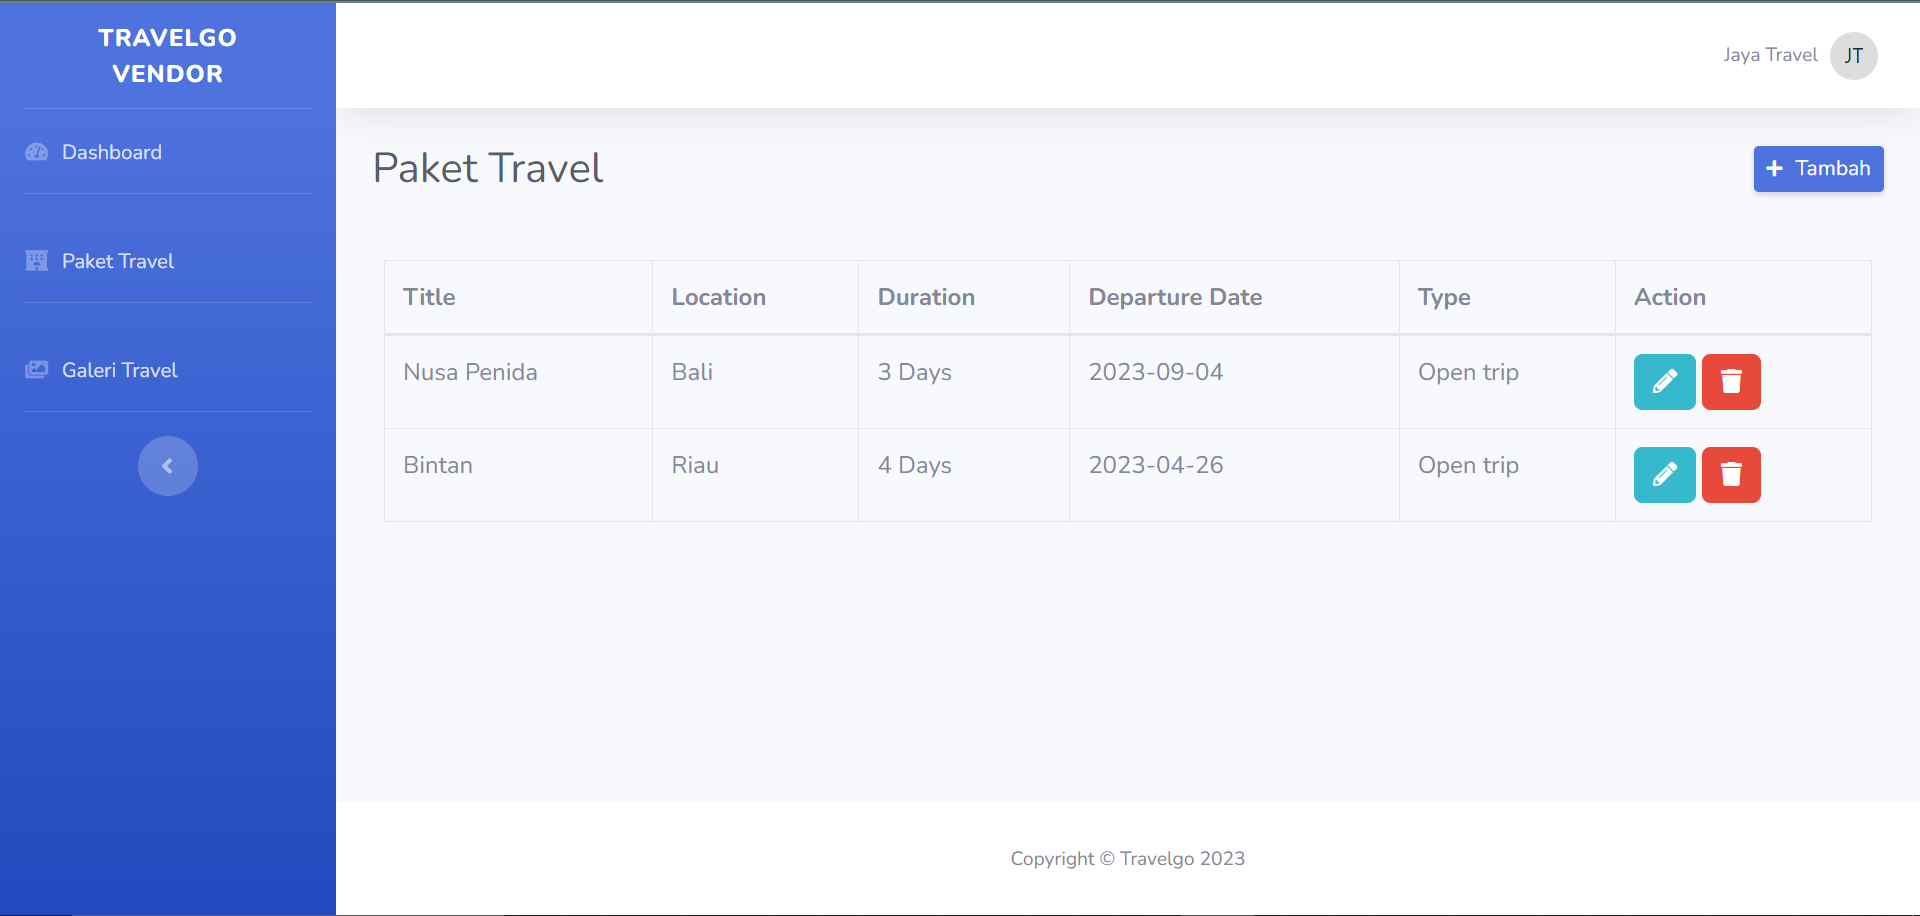 TRAVELGO
VENDOR
Dashboard
Paket Travel
Galeri Travel
Jaya Travel JT
Paket Travel
Tambah
Title Location Duration Departure Date Type Action
Nusa Penida Bali 3 Days 2023-09-04 Open trip
Bintan Riau 4 Days 2023-04-26 Open trip
Copyright © Travelgo 2023